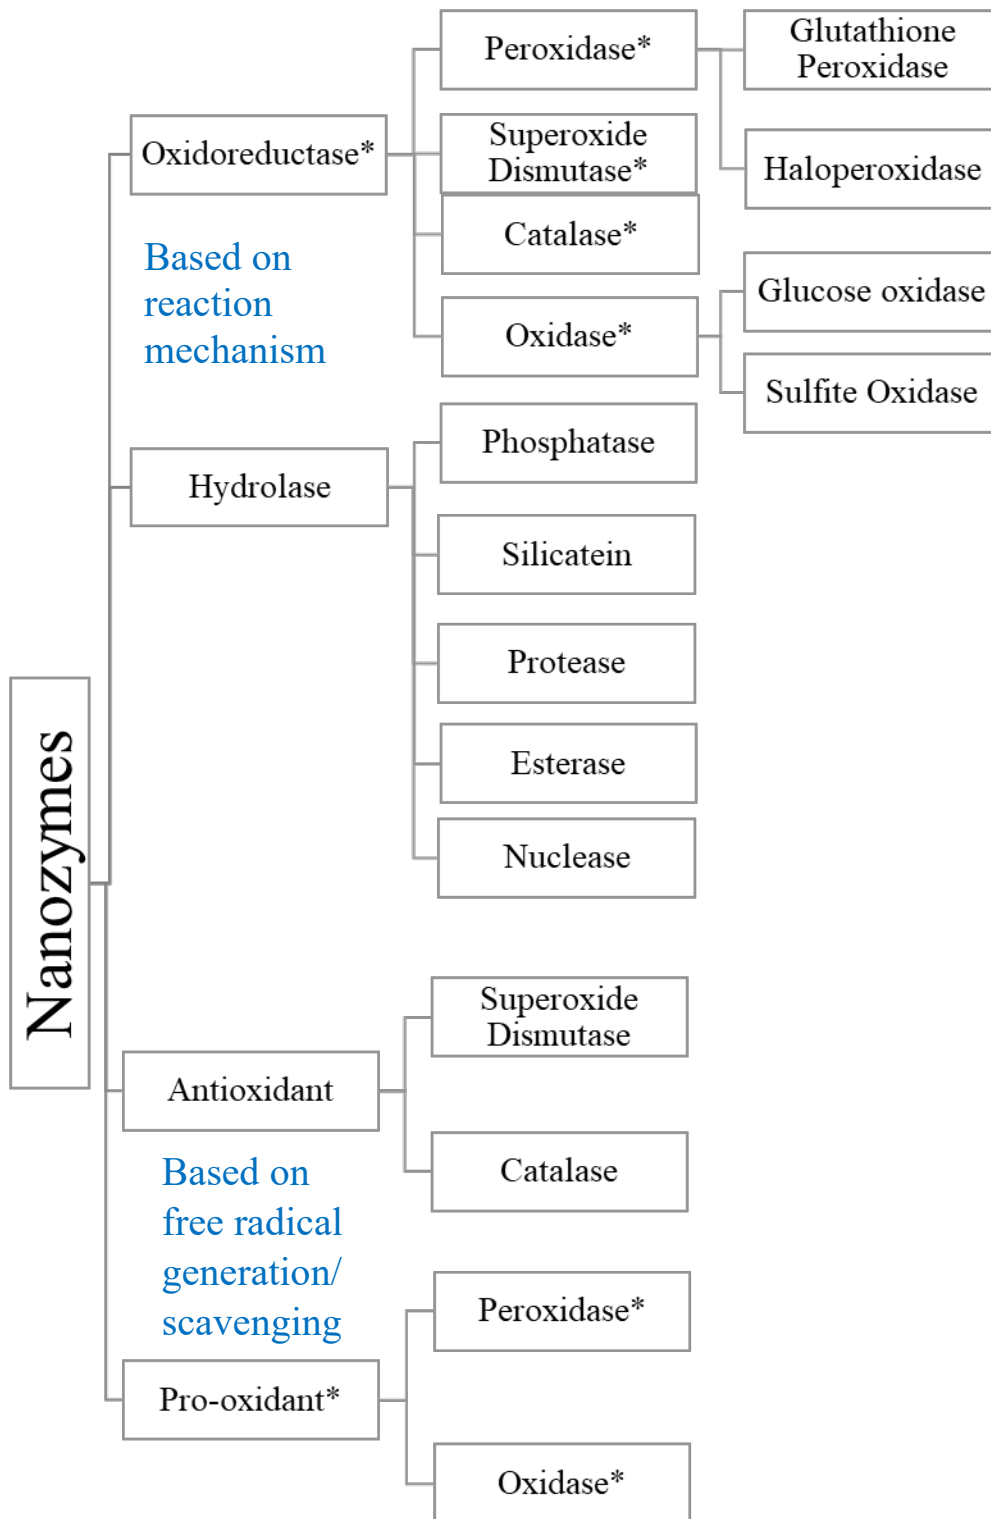 Nanozymes
Oxidoreductase*
Based on
reaction
mechanism
Peroxidase*
Glutathione
Peroxidase
Haloperoxidase
Superoxide
Dismutase*
Catalase*
Oxidase*
Glucose oxidase
Sulfite Oxidase
Hydrolase
Phosphatase
Silicatein
Protease
Esterase
Nuclease
Antioxidant
Superoxide
Dismutase
Catalase
Based on
free radical
generation/
scavenging
Pro-oxidant*
Peroxidase*
Oxidase*